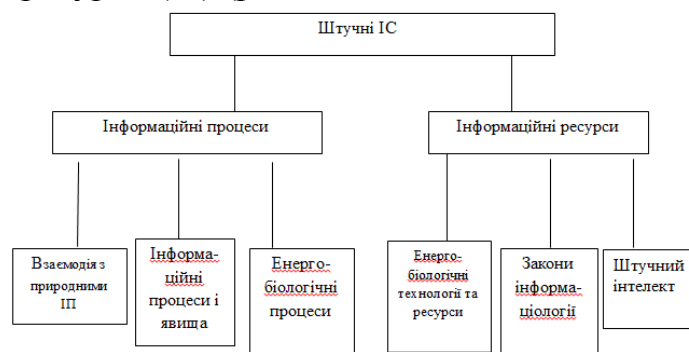 Штучні ІС
Інформаційні процеси
Інформаційні ресурси
Взаємодія з
природними
ІП
Інформа-
ційні
процеси і
явища
Енерго-
біологічні
процеси
Енерго-
біологічні
технології та
ресурси
Закони
інформа-
ціології
Штучний
інтелект